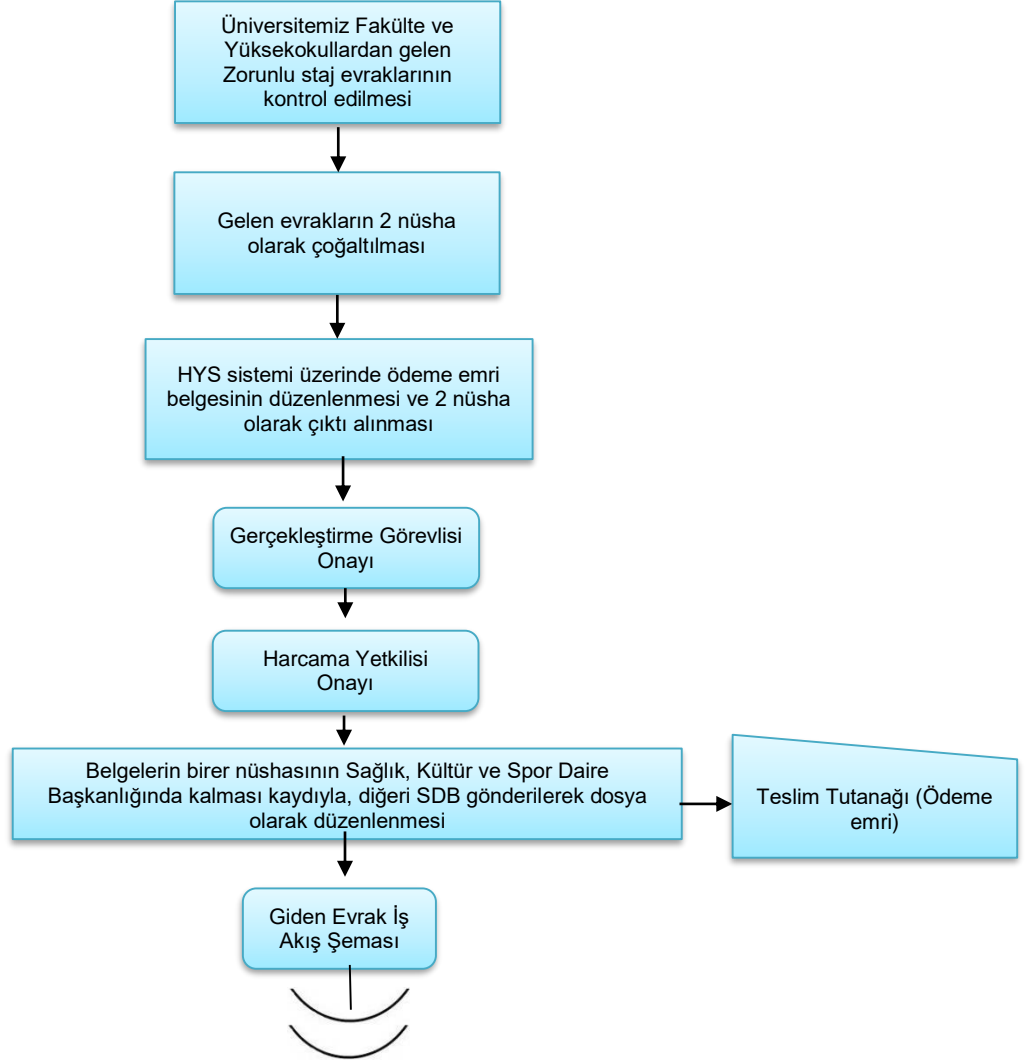 Üniversitemiz Fakülte ve
Yüksekokullardan gelen
Zorunlu staj evraklarının
kontrol edilmesi
Gelen evrakların 2 nüsha
olarak çoğaltılması
HYS sistemi üzerinde ödeme emri
belgesinin düzenlenmesi ve 2 nüsha
olarak çıktı alınması
Gerçekleştirme Görevlisi
Onayı
Harcama Yetkilisi
Onayı
Belgelerin birer nüshasının Sağlık, Kültür ve Spor Daire
Başkanlığında kalması kaydıyla, diğeri SDB gönderilerek dosya
olarak düzenlenmesi
Teslim Tutanağı (Ödeme
emri)
Giden Evrak İş
Akış Şeması